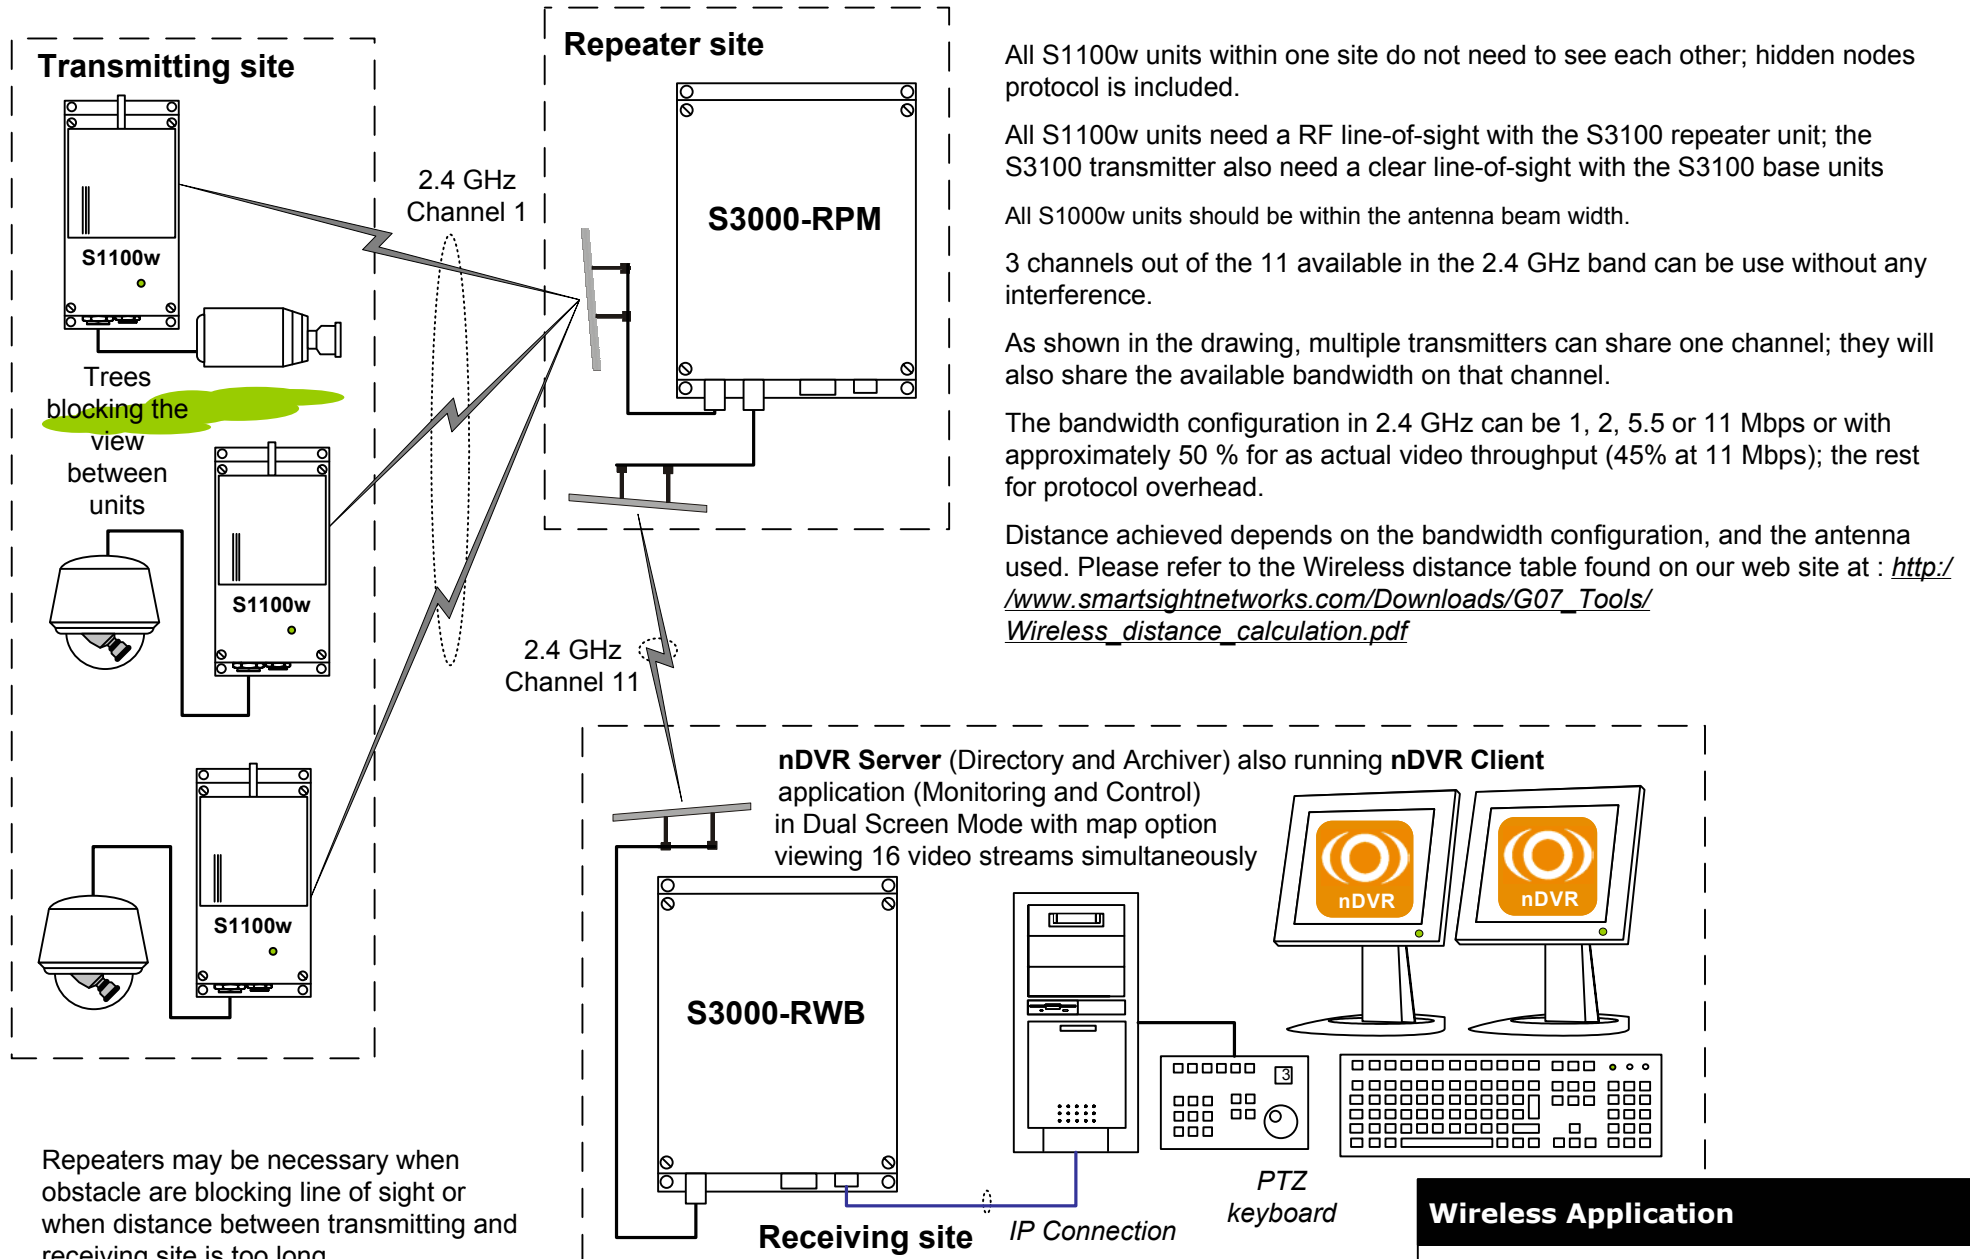 Transmitting site
S1100w
Trees
blocking the
view
between
units
S1100w
S1100w
2.4 GHz
Channel 1
Repeater site
S3000-RPM
2.4 GHz
Channel 11
All S1100w units within one site do not need to see each other; hidden nodes
protocol is included.
All S1100w units need a RF line-of-sight with the S3100 repeater unit; the
S3100 transmitter also need a clear line-of-sight with the S3100 base units
All S1000w units should be within the antenna beam width.
3 channels out of the 11 available in the 2.4 GHz band can be use without any
interference.
As shown in the drawing, multiple transmitters can share one channel; they will
also share the available bandwidth on that channel.
The bandwidth configuration in 2.4 GHz can be 1, 2, 5.5 or 11 Mbps or with
approximately 50 % for as actual video throughput (45% at 11 Mbps); the rest
for protocol overhead.
Distance achieved depends on the bandwidth configuration, and the antenna
used. Please refer to the Wireless distance table found on our web site at : http:/
/www.smartsightnetworks.com/Downloads/G07_Tools/
Wireless_distance_calculation.pdf
nDVR Server (Directory and Archiver) also running nDVR Client
application (Monitoring and Control)
in Dual Screen Mode with map option
viewing 16 video streams simultaneously
nDVR
nDVR
S3000-RWB
3
PTZ
keyboard
IP Connection
Receiving site
Repeaters may be necessary when
obstacle are blocking line of sight or
when distance between transmitting and
receiving site is too long
Wireless Application